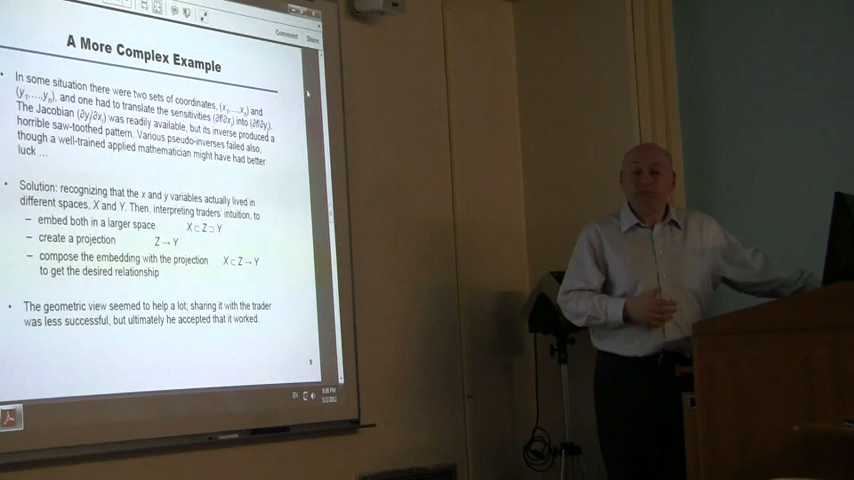 Comment Share
A More Complex Example
• In some situation there were two sets of coordinates, (x₁,...,xₙ) and
(y₁,...,yₙ), and one had to translate the sensitivities (∂f/∂xᵢ) into (∂f/∂yⱼ).
The Jacobian (∂yⱼ/∂xᵢ) was readily available, but its inverse produced a
horrible saw-toothed pattern. Various pseudo-inverses failed also,
though a well-trained applied mathematician might have had better
luck ...
• Solution: recognizing that the x and y variables actually lived in
different spaces, X and Y. Then, interpreting traders' intuition, to
– embed both in a larger space X ⊂ Z ⊃ Y
– create a projection Z → Y
– compose the embedding with the projection X ⊂ Z → Y
to get the desired relationship
• The geometric view seemed to help a lot; sharing it with the trader
was less successful, but ultimately he accepted that it worked.
EN